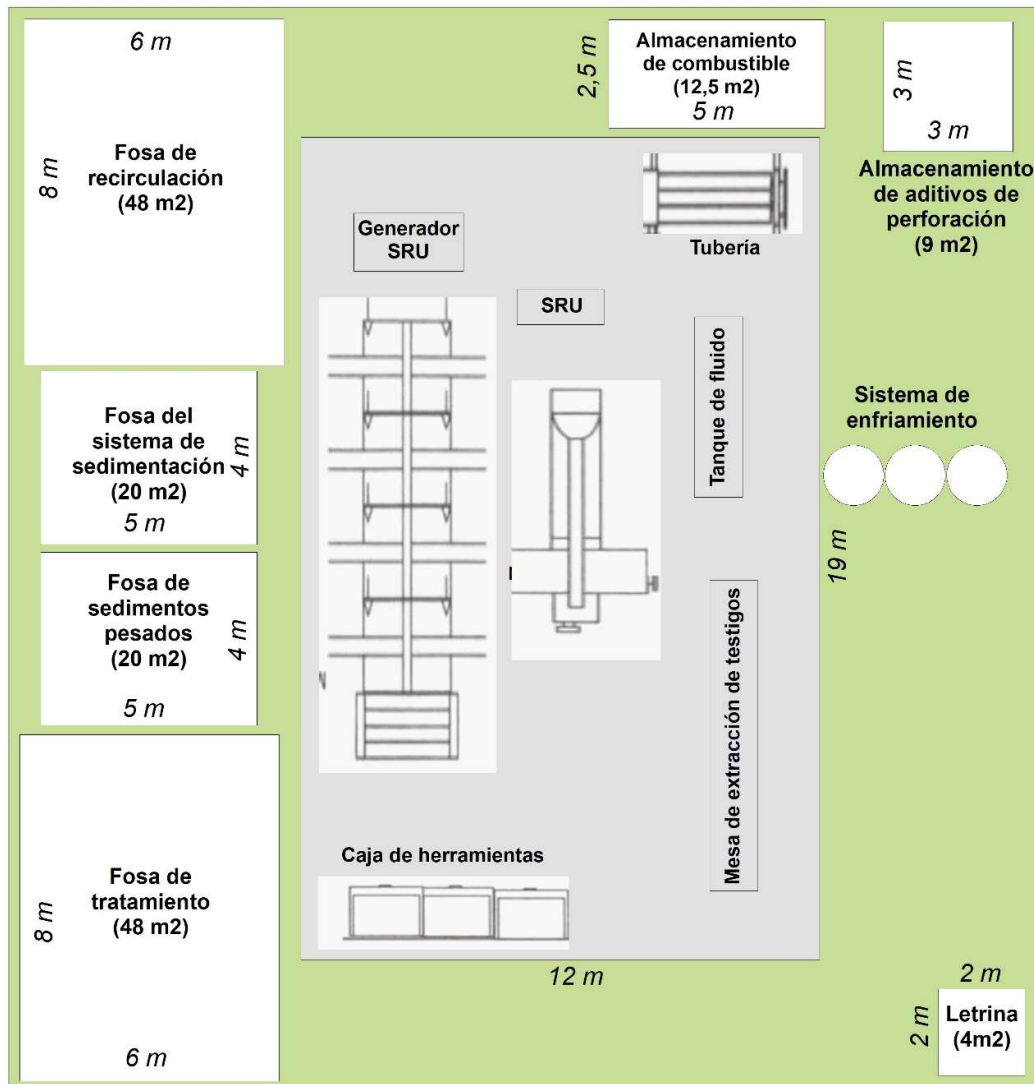 6 m
8 m
Fosa de
recirculación
(48 m2)
2,5 m
Almacenamiento
de combustible
(12,5 m2)
5 m
3 m
3 m
Almacenamiento
de aditivos de
perforación
(9 m2)
Generador
SRU
Tubería
SRU
Tanque de fluido
Fosa del
sistema de
sedimentación
(20 m2)
4 m
5 m
Sistema de
enfriamiento
19 m
Fosa de
sedimentos
pesados
(20 m2)
4 m
5 m
Mesa de extracción de testigos
Caja de herramientas
Fosa de
tratamiento
(48 m2)
8 m
6 m
12 m
2 m
2 m
Letrina
(4m2)